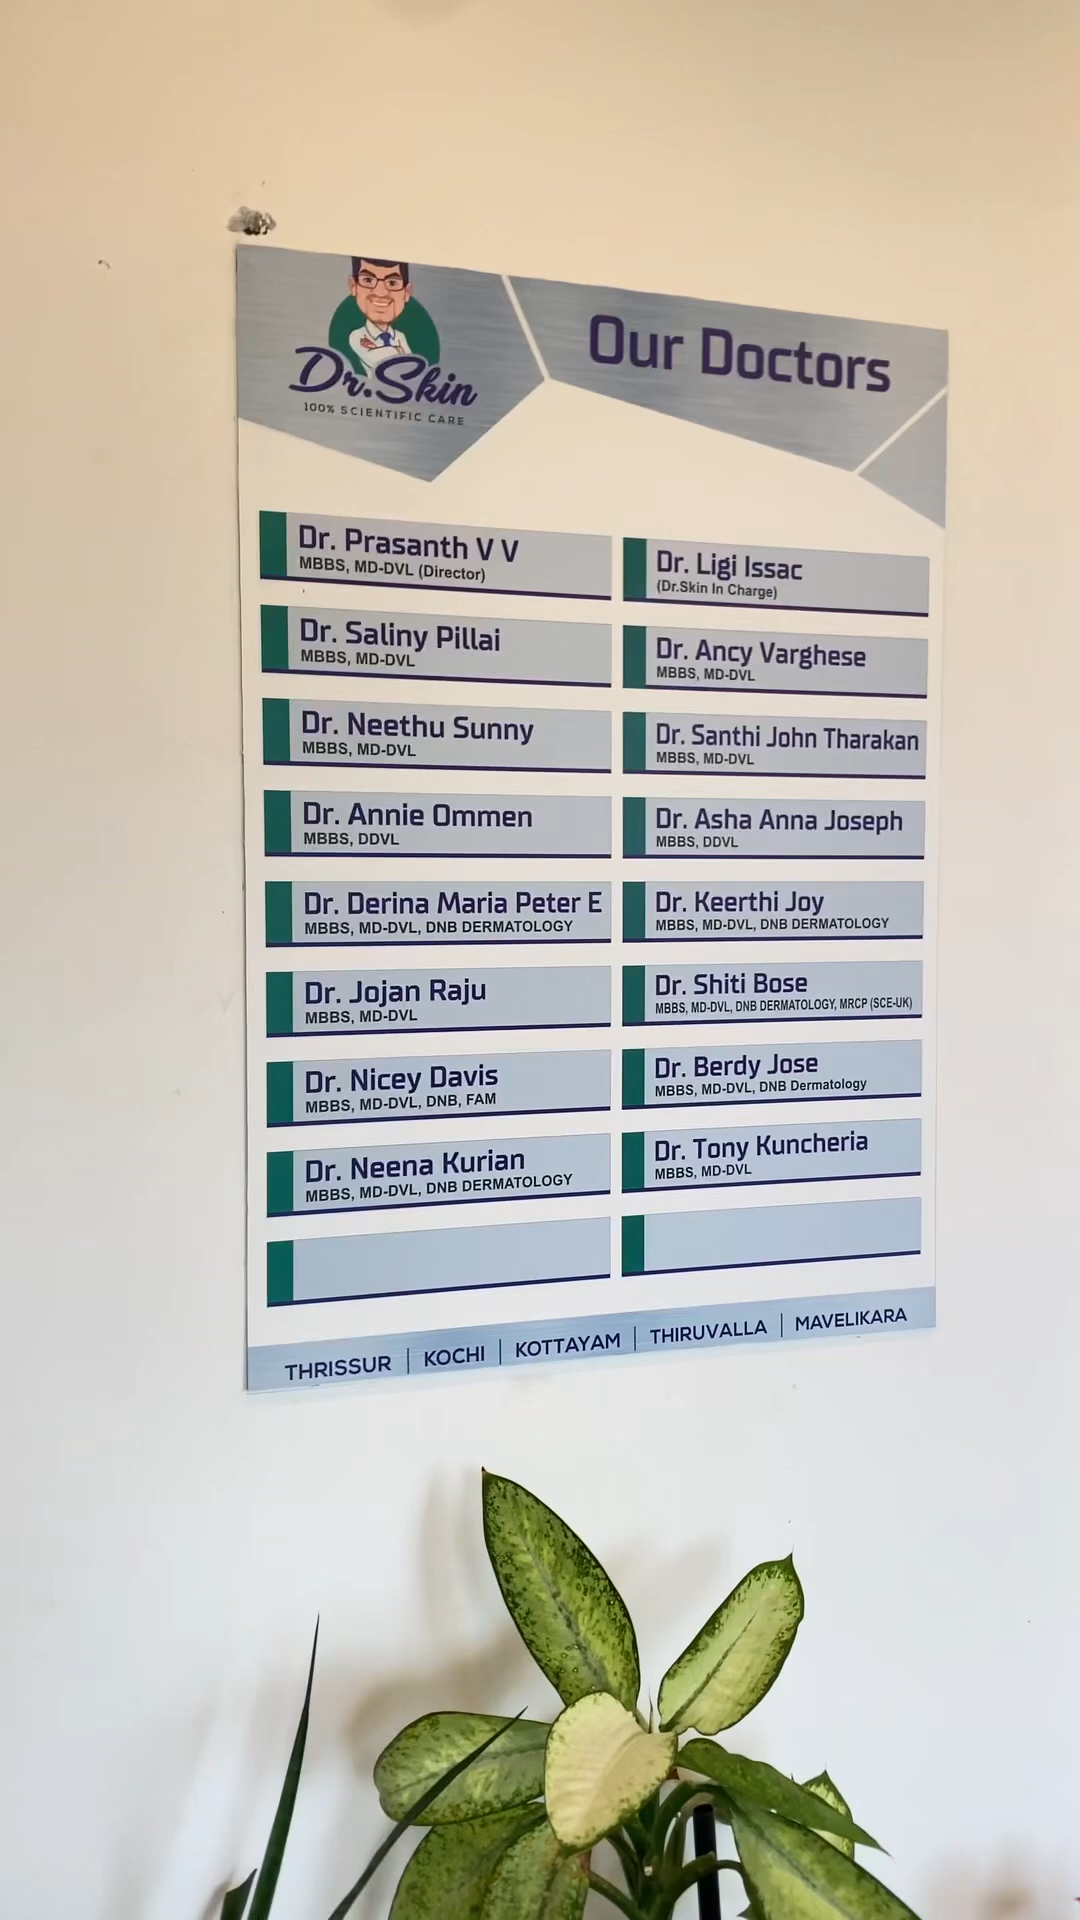 Dr.Skin
100% SCIENTIFIC CARE
Our Doctors
Dr. Prasanth V V
MBBS, MD-DVL (Director)
Dr. Saliny Pillai
MBBS, MD-DVL
Dr. Neethu Sunny
MBBS, MD-DVL
Dr. Annie Ommen
MBBS, DDVL
Dr. Derina Maria Peter E
MBBS, MD-DVL, DNB DERMATOLOGY
Dr. Jojan Raju
MBBS, MD-DVL
Dr. Nicey Davis
MBBS, MD-DVL, DNB, FAM
Dr. Neena Kurian
MBBS, MD-DVL, DNB DERMATOLOGY
Dr. Ligi Issac
(Dr.Skin In Charge)
Dr. Ancy Varghese
MBBS, MD-DVL
Dr. Santhi John Tharakan
MBBS, MD-DVL
Dr. Asha Anna Joseph
MBBS, DDVL
Dr. Keerthi Joy
MBBS, MD-DVL, DNB DERMATOLOGY
Dr. Shiti Bose
MBBS, MD-DVL, DNB DERMATOLOGY, MRCP (SCE-UK)
Dr. Berdy Jose
MBBS, MD-DVL, DNB Dermatology
Dr. Tony Kuncheria
MBBS, MD-DVL
THRISSUR | KOCHI | KOTTAYAM | THIRUVALLA | MAVELIKARA